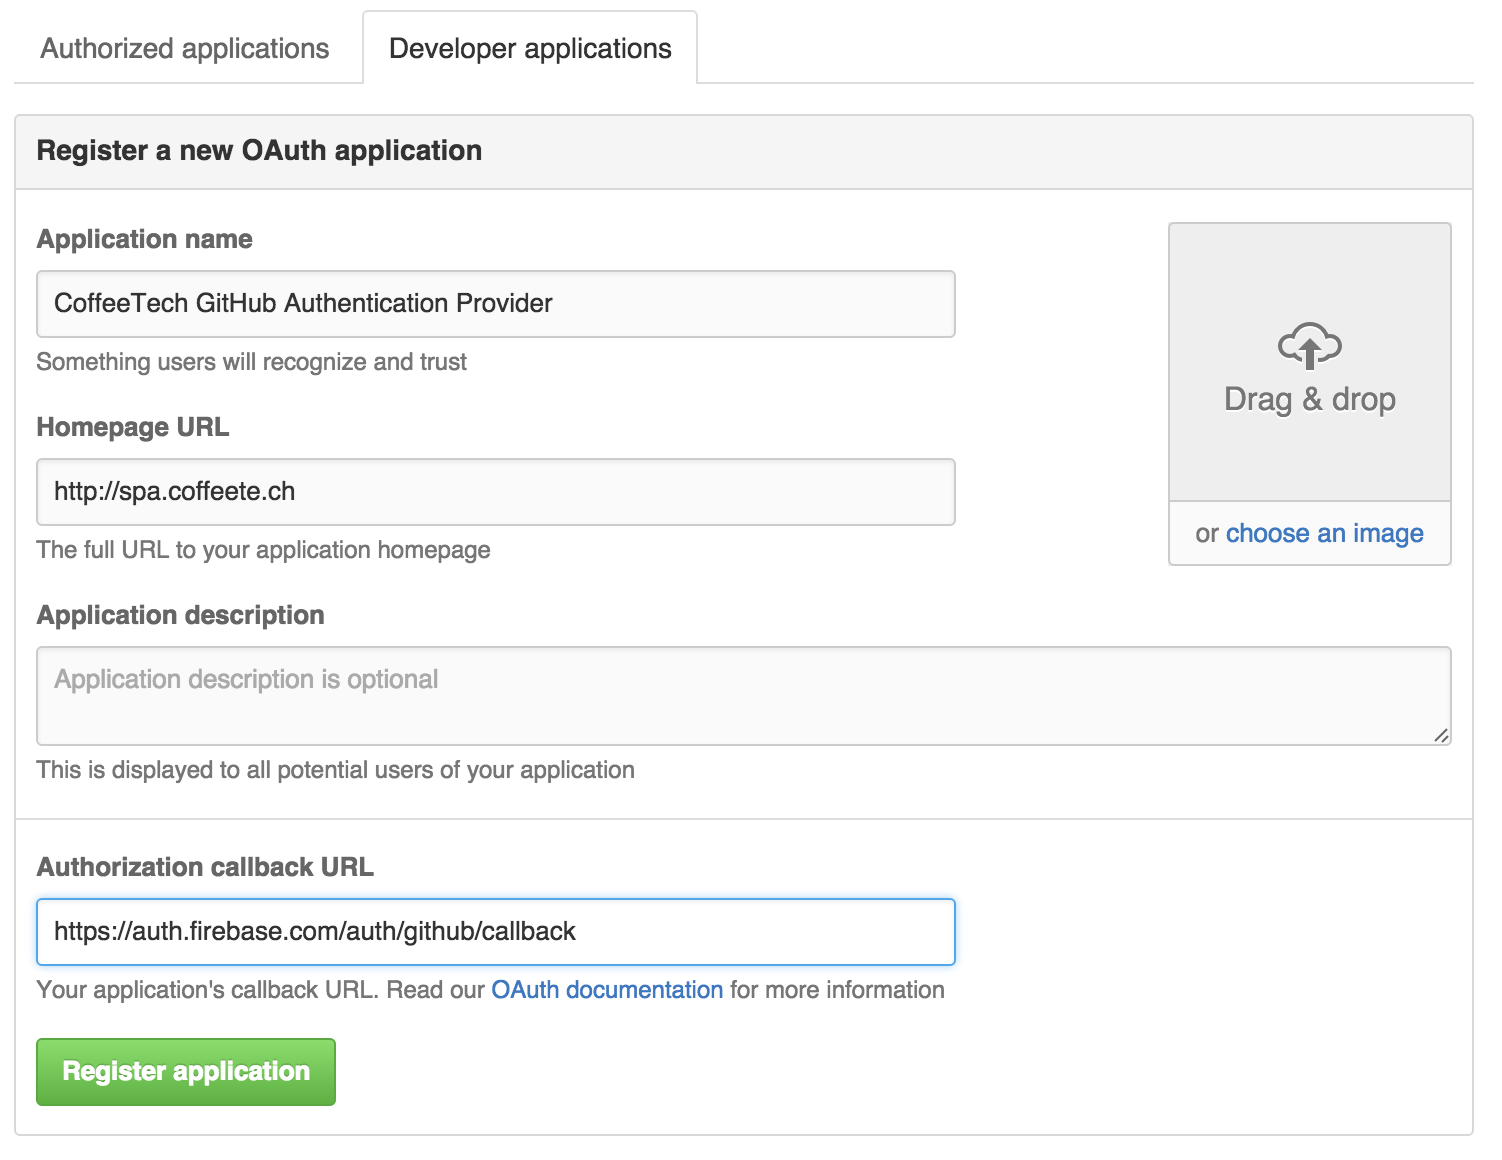 Authorized applications
Developer applications
Register a new OAuth application
Application name
CoffeeTech GitHub Authentication Provider
Something users will recognize and trust
Homepage URL
http://spa.coffeete.ch
The full URL to your application homepage
Drag & drop
or choose an image
Application description
Application description is optional
This is displayed to all potential users of your application
Authorization callback URL
https://auth.firebase.com/auth/github/callback
Your application's callback URL. Read our OAuth documentation for more information
Register application